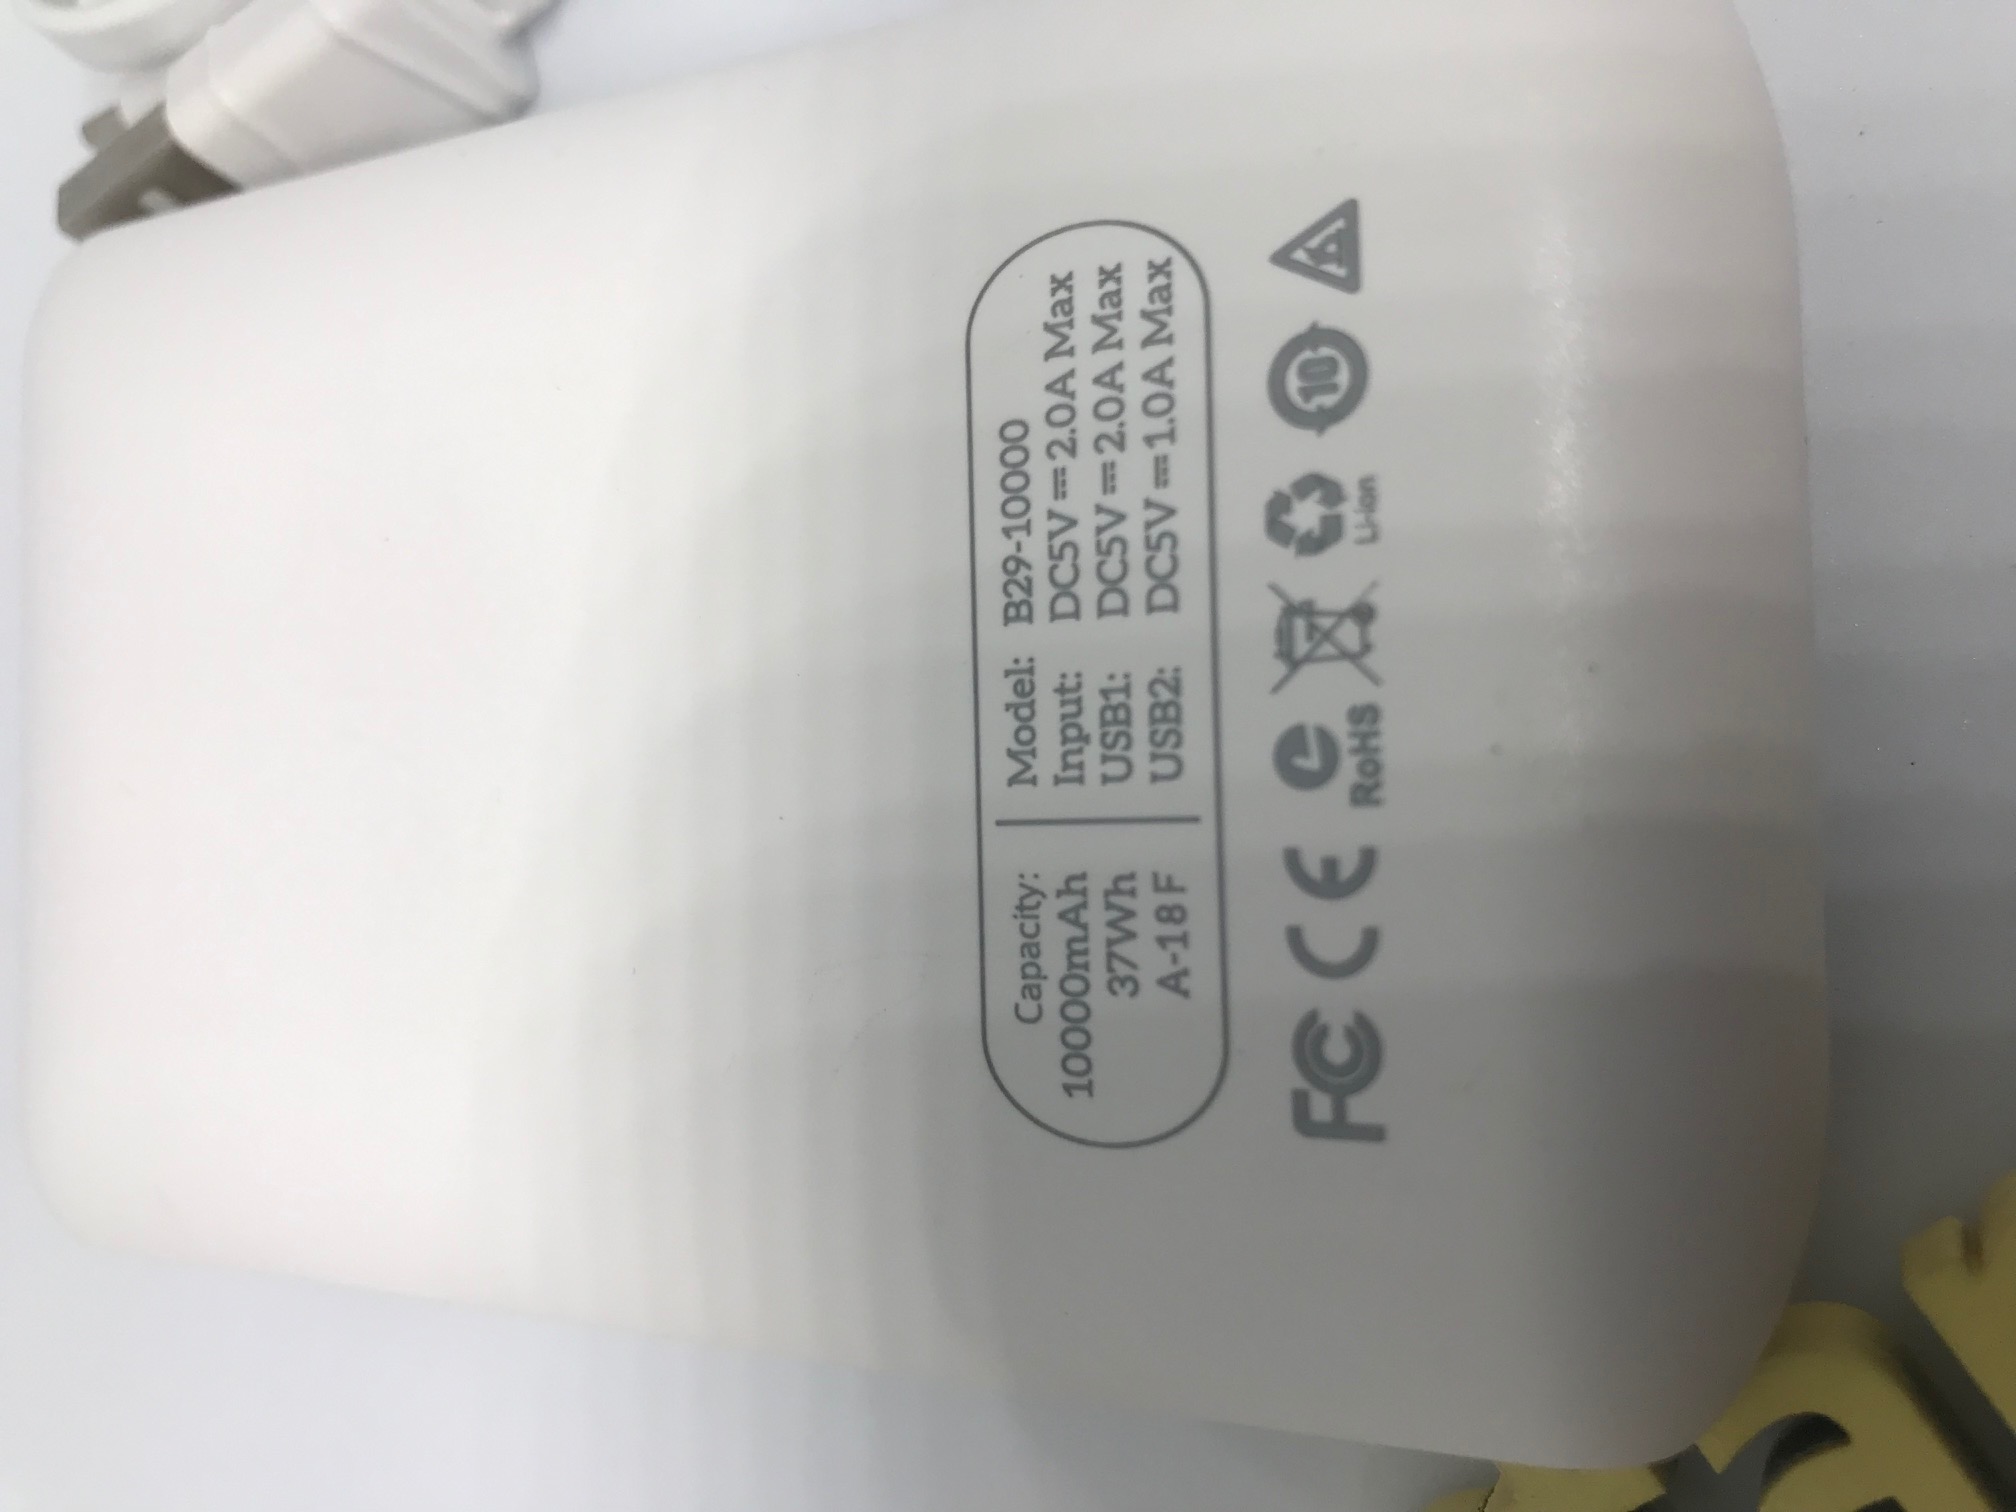 Capacity:
10000mAh
37Wh
A-18 F
Model: B29-10000
Input: DC5V⎓2.0A Max
USB1: DC5V⎓2.0A Max
USB2: DC5V⎓1.0A Max
FC CE e RoHS Li-ion 10